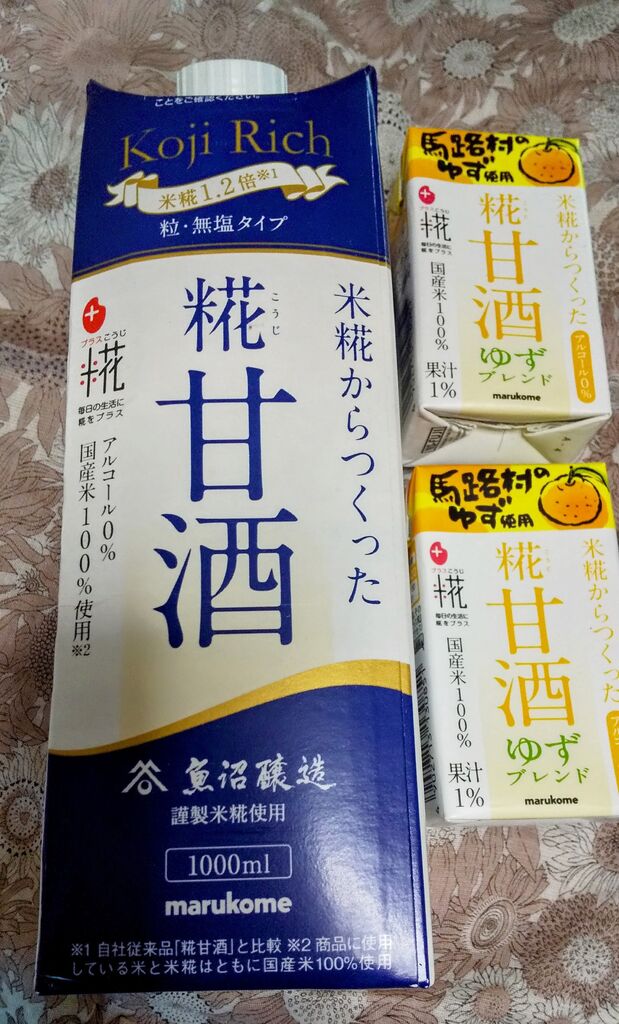 ことをご確認ください。
Koji Rich
米糀1.2倍※1
粒・無塩タイプ
米糀からつくった
糀甘酒
こうじ
プラスこうじ
糀
毎日の生活に
糀をプラス
アルコール0%
国産米100%使用※2
魚沼醸造
謹製米糀使用
1000ml
marukome
※1 自社従来品「糀甘酒」と比較 ※2 商品に使用
している米と米糀はともに国産米100%使用
馬路村の
ゆず使用
米糀からつくった
糀甘酒
ゆず
ブレンド
プラスこうじ
糀
毎日の生活に
糀をプラス
国産米100%
果汁
1%
アルコール0%
marukome
馬路村の
ゆず使用
米糀からつくった
糀甘酒
ゆず
ブレンド
プラスこうじ
糀
毎日の生活に
糀をプラス
国産米100%
果汁
1%
アル
marukome